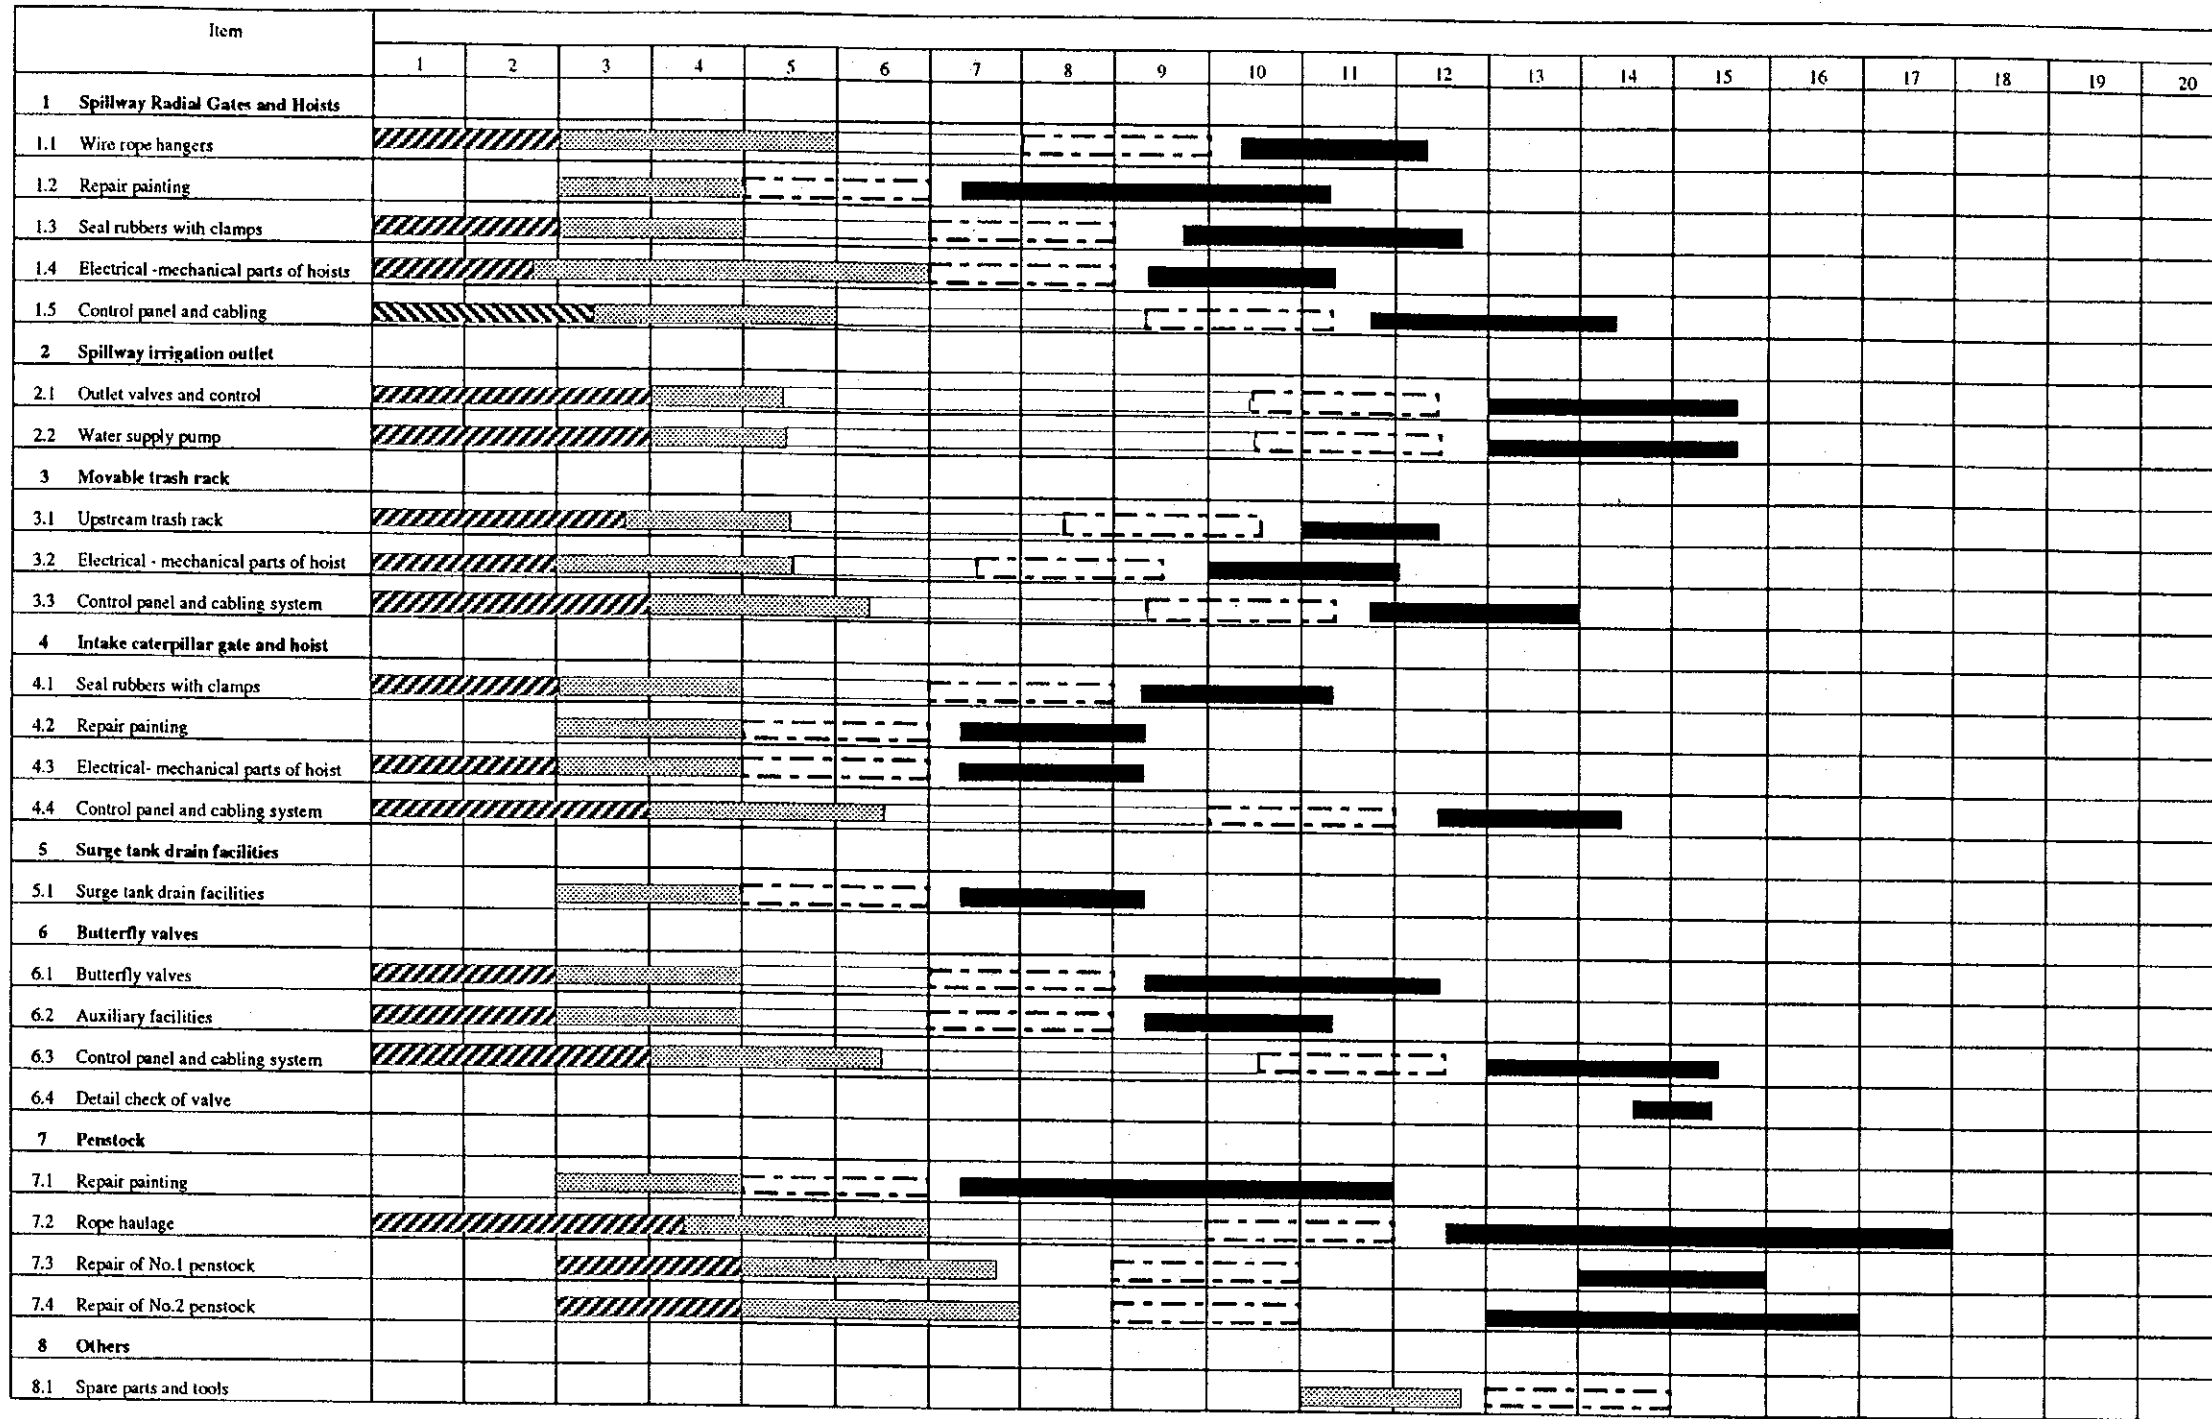 Item
1 2 3 4 5 6 7 8 9 10 11 12 13 14 15 16 17 18 19 20
1 Spillway Radial Gates and Hoists
1.1 Wire rope hangers
1.2 Repair painting
1.3 Seal rubbers with clamps
1.4 Electrical -mechanical parts of hoists
1.5 Control panel and cabling
2 Spillway irrigation outlet
2.1 Outlet valves and control
2.2 Water supply pump
3 Movable trash rack
3.1 Upstream trash rack
3.2 Electrical - mechanical parts of hoist
3.3 Control panel and cabling system
4 Intake caterpillar gate and hoist
4.1 Seal rubbers with clamps
4.2 Repair painting
4.3 Electrical- mechanical parts of hoist
4.4 Control panel and cabling system
5 Surge tank drain facilities
5.1 Surge tank drain facilities
6 Butterfly valves
6.1 Butterfly valves
6.2 Auxiliary facilities
6.3 Control panel and cabling system
6.4 Detail check of valve
7 Penstock
7.1 Repair painting
7.2 Rope haulage
7.3 Repair of No.1 penstock
7.4 Repair of No.2 penstock
8 Others
8.1 Spare parts and tools